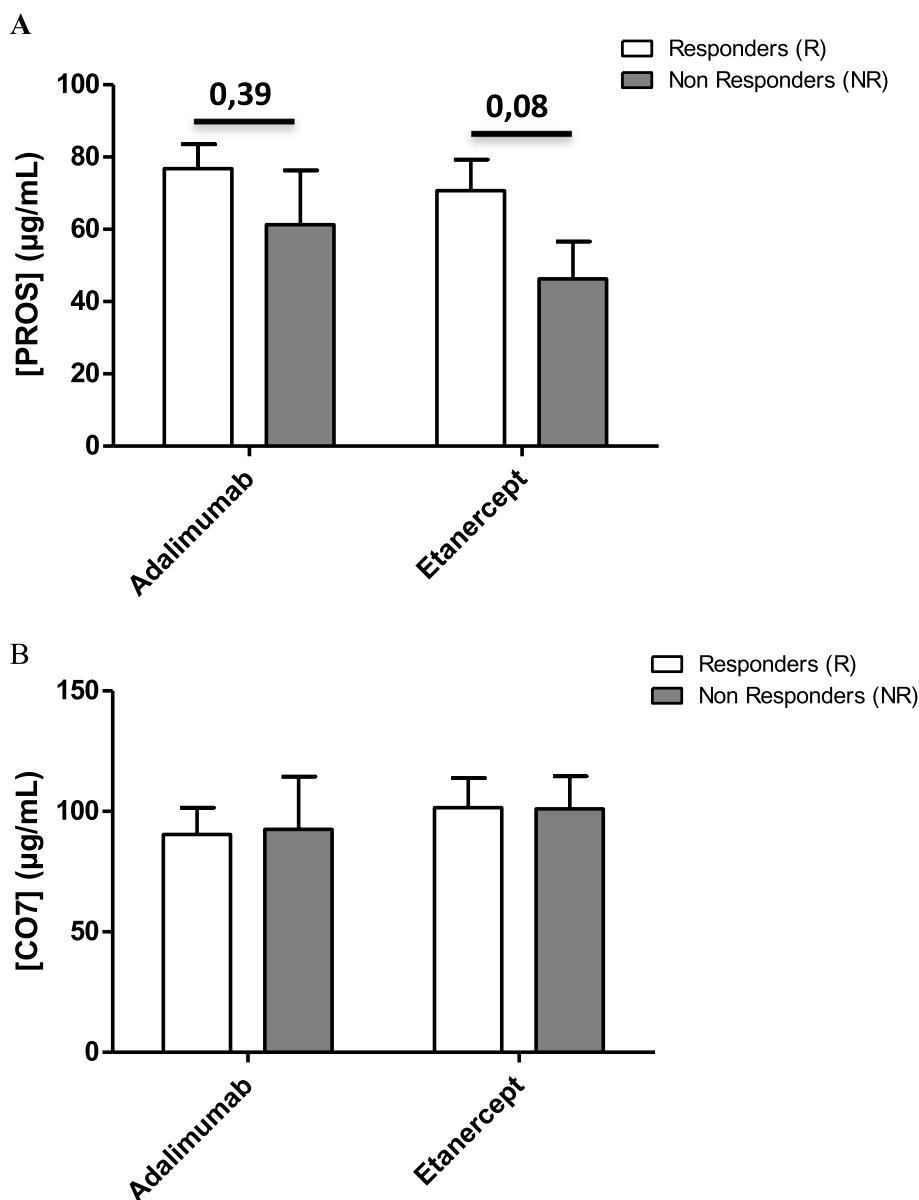 A
Responders (R)
Non Responders (NR)
100
80
60
40
20
0
[PROS] (µg/mL)
0,39
0,08
Adalimumab
Etanercept
B
Responders (R)
Non Responders (NR)
150
100
50
0
[CO7] (µg/mL)
Adalimumab
Etanercept